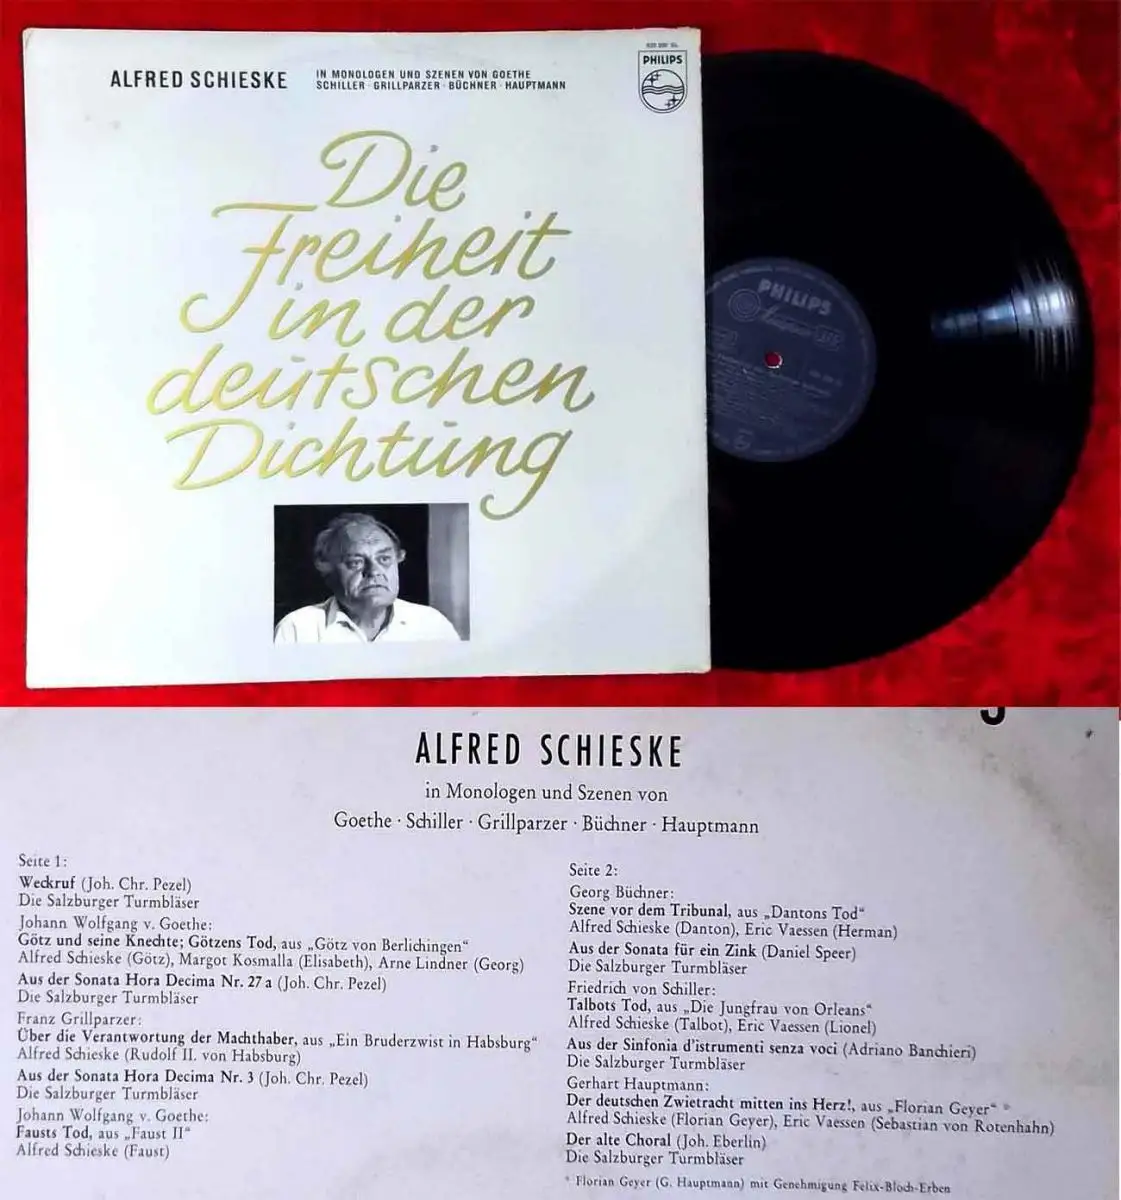 ALFRED SCHIESKE
IN MONOLOGEN UND SZENEN VON GOETHE
SCHILLER · GRILLPARZER · BÜCHNER · HAUPTMANN
PHILIPS
Die
Freiheit
in der
deutschen
Dichtung
PHILIPS
ALFRED SCHIESKE
in Monologen und Szenen von
Goethe · Schiller · Grillparzer · Büchner · Hauptmann
Seite 1:
Weckruf (Joh. Chr. Pezel)
Die Salzburger Turmbläser
Johann Wolfgang v. Goethe:
Götz und seine Knechte; Götzens Tod, aus „Götz von Berlichingen“
Alfred Schieske (Götz), Margot Kosmalla (Elisabeth), Arne Lindner (Georg)
Aus der Sonata Hora Decima Nr. 27 a (Joh. Chr. Pezel)
Die Salzburger Turmbläser
Franz Grillparzer:
Über die Verantwortung der Machthaber, aus „Ein Bruderzwist in Habsburg“
Alfred Schieske (Rudolf II. von Habsburg)
Aus der Sonata Hora Decima Nr. 3 (Joh. Chr. Pezel)
Die Salzburger Turmbläser
Johann Wolfgang v. Goethe:
Fausts Tod, aus „Faust II“
Alfred Schieske (Faust)
Seite 2:
Georg Büchner:
Szene vor dem Tribunal, aus „Dantons Tod“
Alfred Schieske (Danton), Eric Vaessen (Herman)
Aus der Sonata für ein Zink (Daniel Speer)
Die Salzburger Turmbläser
Friedrich von Schiller:
Talbots Tod, aus „Die Jungfrau von Orleans“
Alfred Schieske (Talbot), Eric Vaessen (Lionel)
Aus der Sinfonia d'istrumenti senza voci (Adriano Banchieri)
Die Salzburger Turmbläser
Gerhart Hauptmann:
Der deutschen Zwietracht mitten ins Herz!, aus „Florian Geyer“ *
Alfred Schieske (Florian Geyer), Eric Vaessen (Sebastian von Rotenhahn)
Der alte Choral (Joh. Eberlin)
Die Salzburger Turmbläser
* Florian Geyer (G. Hauptmann) mit Genehmigung Felix-Bloch-Erben